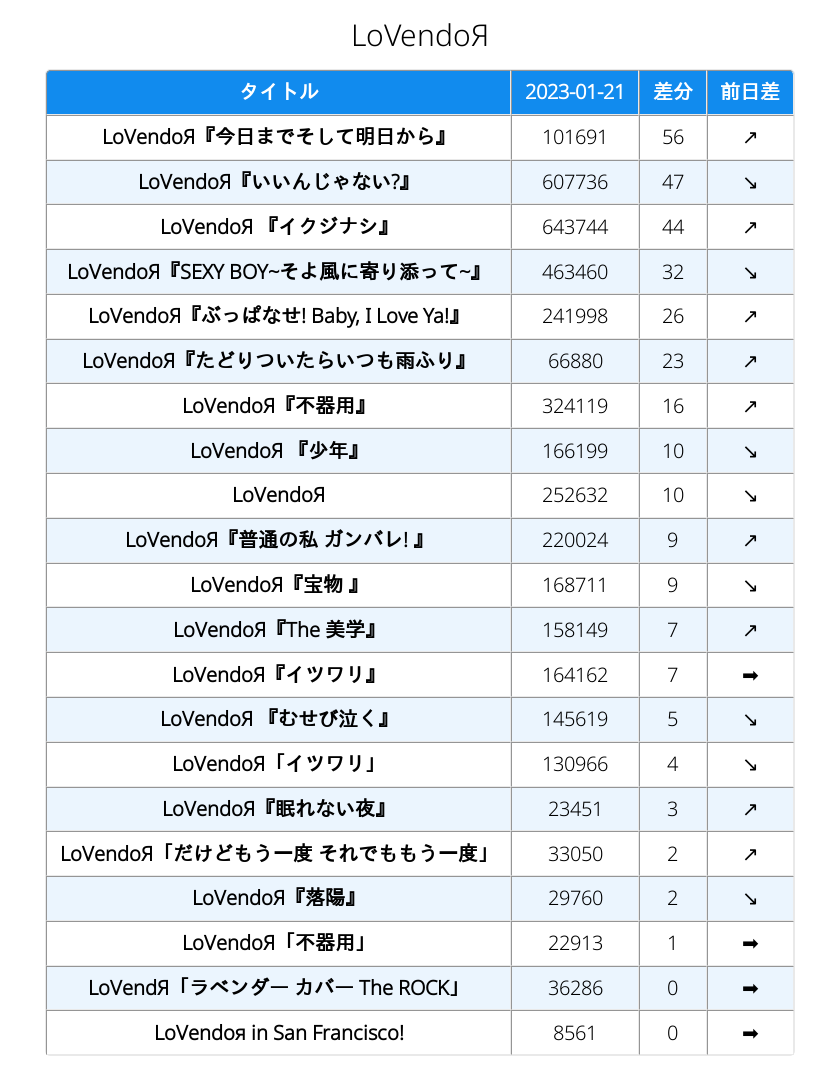 LoVendoЯ
タイトル 2023-01-21 差分 前日差
LoVendoЯ『今日までそして明日から』 101691 56 ↗
LoVendoЯ『いいんじゃない?』 607736 47 ↘
LoVendoЯ 『イクジナシ』 643744 44 ↗
LoVendoЯ『SEXY BOY~そよ風に寄り添って~』 463460 32 ↘
LoVendoЯ『ぶっぱなせ! Baby, I Love Ya!』 241998 26 ↗
LoVendoЯ『たどりついたらいつも雨ふり』 66880 23 ↗
LoVendoЯ『不器用』 324119 16 ↗
LoVendoЯ 『少年』 166199 10 ↘
LoVendoЯ 252632 10 ↘
LoVendoЯ『普通の私 ガンバレ! 』 220024 9 ↗
LoVendoЯ『宝物 』 168711 9 ↘
LoVendoЯ『The 美学』 158149 7 ↗
LoVendoЯ『イツワリ』 164162 7 ➡
LoVendoЯ 『むせび泣く』 145619 5 ↘
LoVendoЯ「イツワリ」 130966 4 ↘
LoVendoЯ『眠れない夜』 23451 3 ↗
LoVendoЯ「だけどもう一度 それでももう一度」 33050 2 ↗
LoVendoЯ『落陽』 29760 2 ↘
LoVendoЯ「不器用」 22913 1 ➡
LoVendЯ「ラベンダー カバー The ROCK」 36286 0 ➡
LoVendoя in San Francisco! 8561 0 ➡